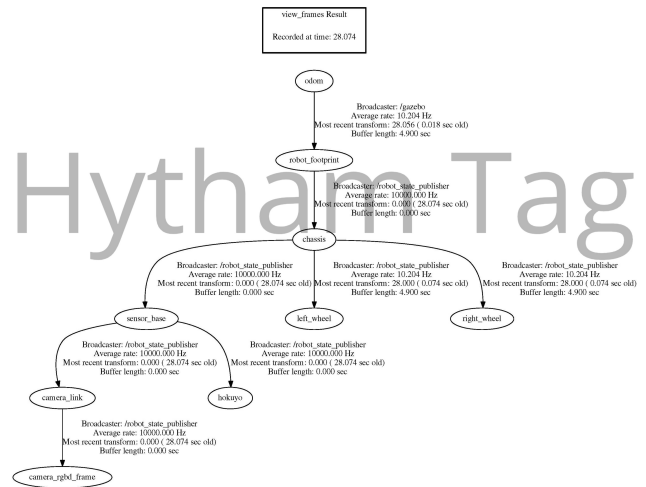 view_frames Result
Recorded at time: 28.074
odom
Broadcaster: /gazebo
Average rate: 10.204 Hz
Most recent transform: 28.056 ( 0.018 sec old)
Buffer length: 4.900 sec
robot_footprint
Hytham Tag
Broadcaster: /robot_state_publisher
Average rate: 10000.000 Hz
Most recent transform: 0.000 ( 28.074 sec old)
Buffer length: 0.000 sec
chassis
Broadcaster: /robot_state_publisher
Average rate: 10000.000 Hz
Most recent transform: 0.000 ( 28.074 sec old)
Buffer length: 0.000 sec
Broadcaster: /robot_state_publisher
Average rate: 10.204 Hz
Most recent transform: 28.000 ( 0.074 sec old)
Buffer length: 4.900 sec
Broadcaster: /robot_state_publisher
Average rate: 10.204 Hz
Most recent transform: 28.000 ( 0.074 sec old)
Buffer length: 4.900 sec
sensor_base
left_wheel
right_wheel
Broadcaster: /robot_state_publisher
Average rate: 10000.000 Hz
Most recent transform: 0.000 ( 28.074 sec old)
Buffer length: 0.000 sec
Broadcaster: /robot_state_publisher
Average rate: 10000.000 Hz
Most recent transform: 0.000 ( 28.074 sec old)
Buffer length: 0.000 sec
camera_link
hokuyo
Broadcaster: /robot_state_publisher
Average rate: 10000.000 Hz
Most recent transform: 0.000 ( 28.074 sec old)
Buffer length: 0.000 sec
camera_rgbd_frame